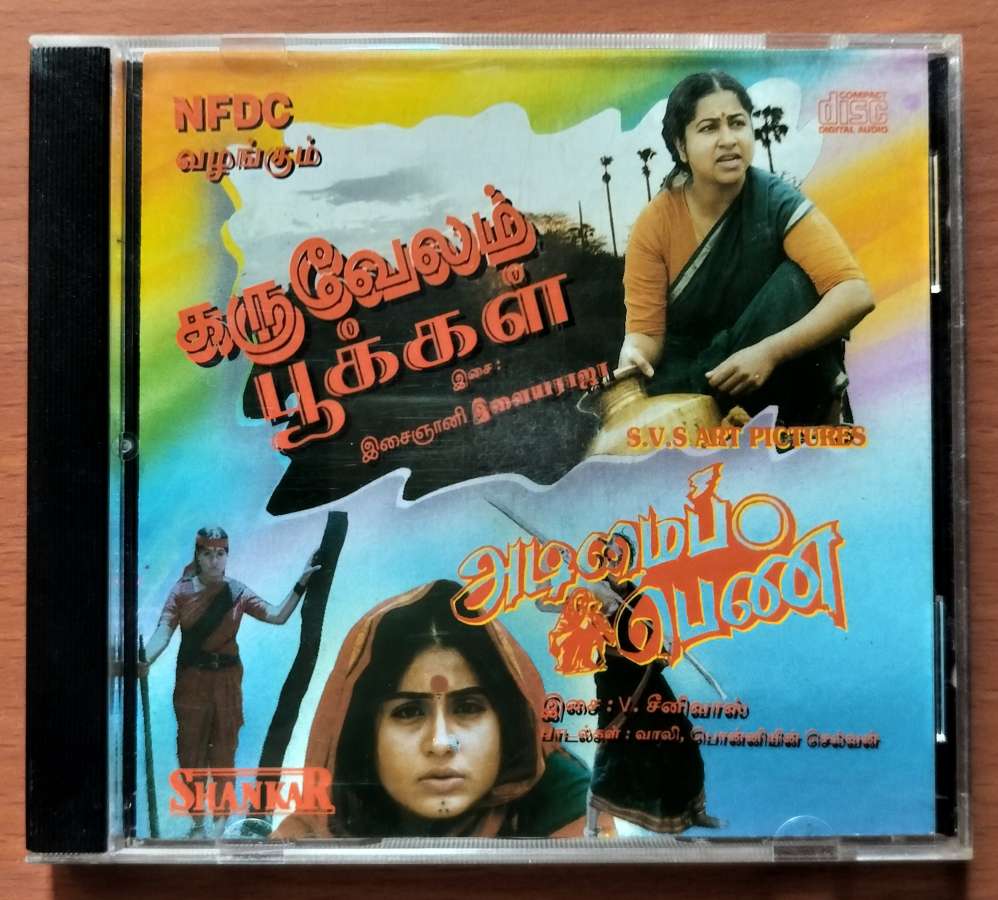 NFDC
வழங்கும்
COMPACT
disc
DIGITAL AUDIO
கருவேலம்
பூக்கள்
இசை :
இசைஞானி இளையராஜா
S.V.S ART PICTURES
அடிமைப்
பெண்
இசை : V. சீனிவாஸ்
பாடல்கள் : வாலி, பொன்னியின் செல்வன்
SHANKAR